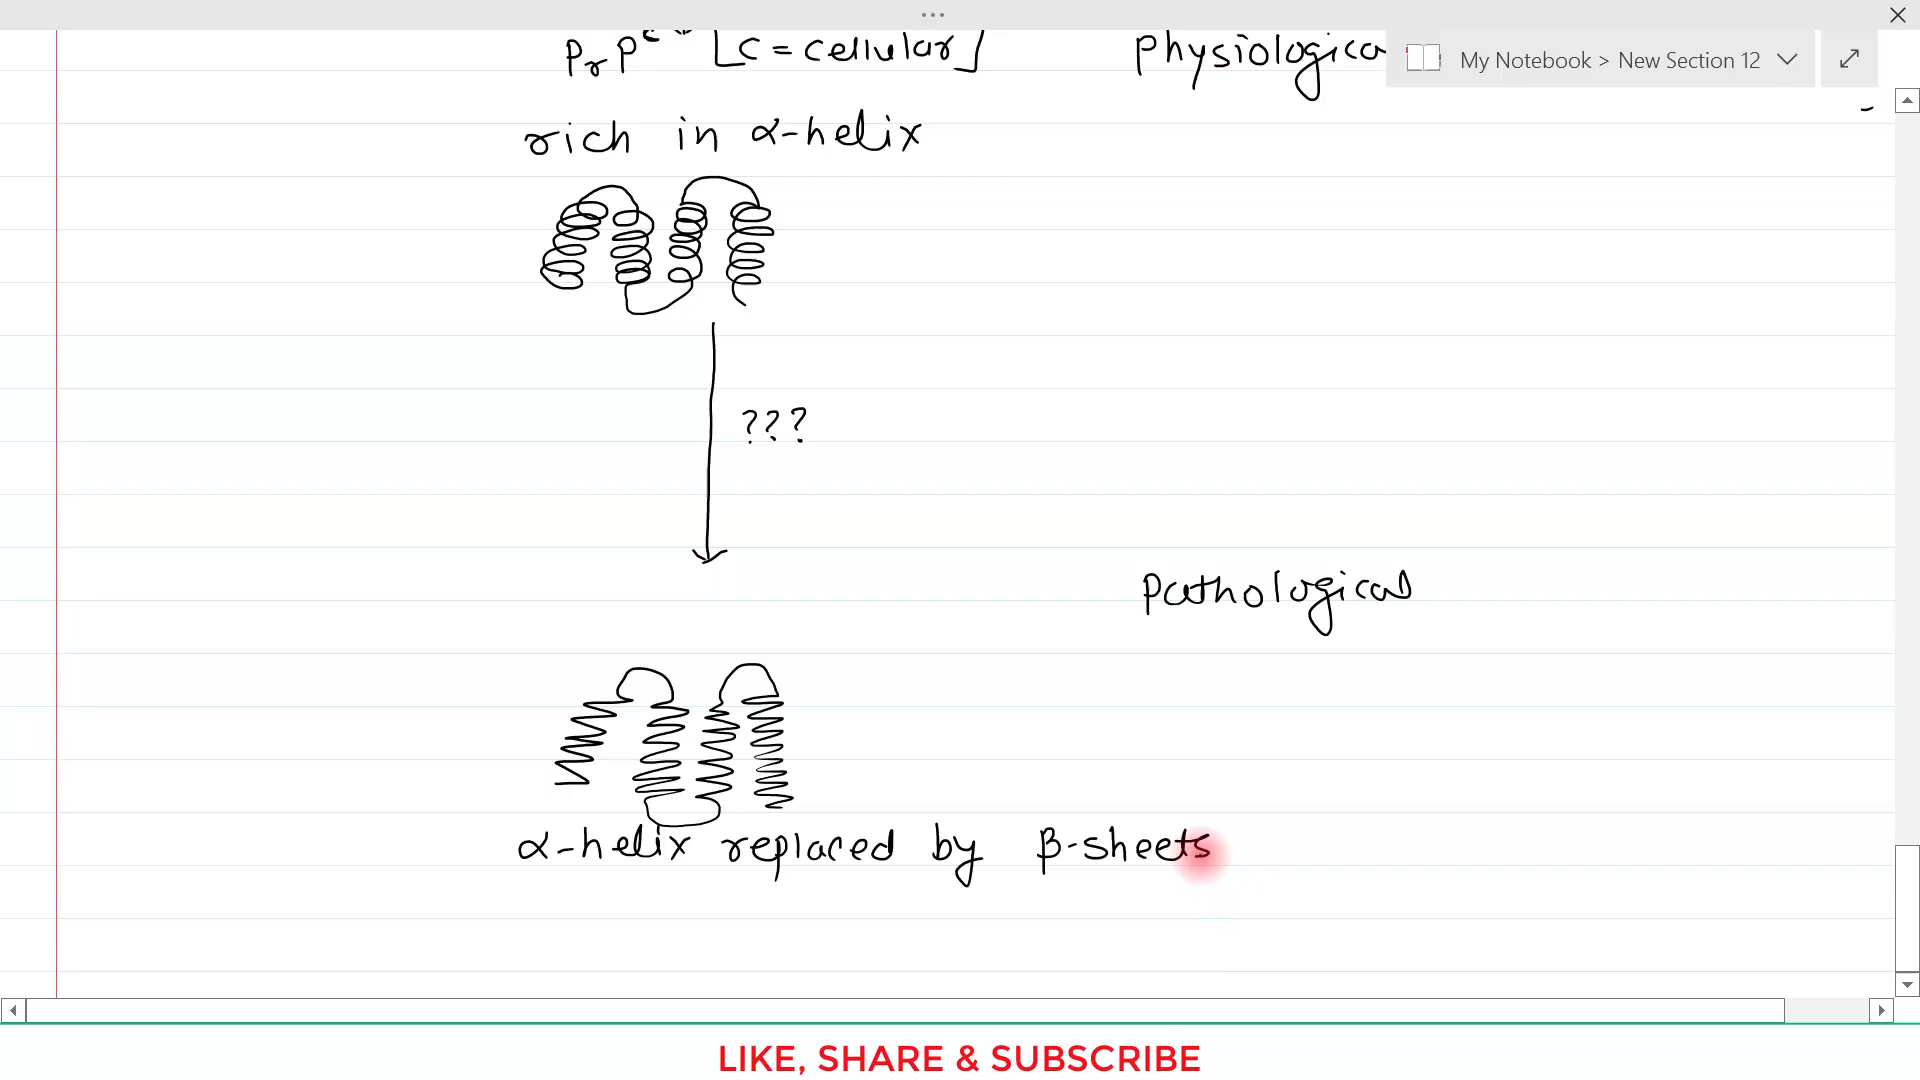 PrP^c [C = cellular] Physiologica
My Notebook > New Section 12
rich in α-helix
???
Pathological
α-helix replaced by β-sheets
LIKE, SHARE & SUBSCRIBE